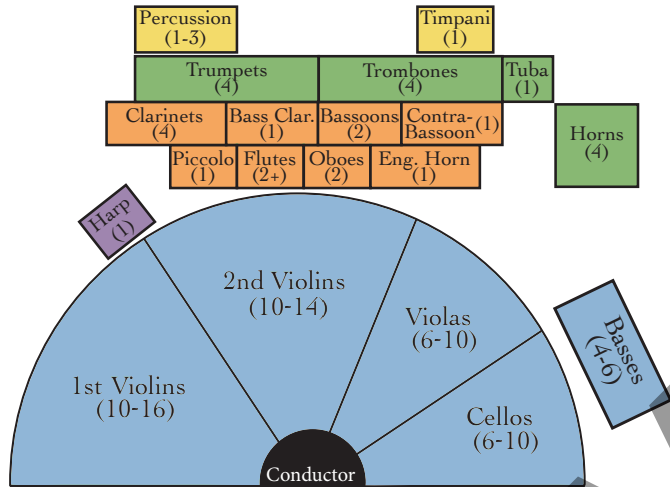 Percussion
(1-3)
Timpani
(1)
Trumpets
(4)
Trombones
(4)
Tuba
(1)
Clarinets
(4)
Bass Clar.
(1)
Bassoons
(2)
Contra-
Bassoon (1)
Horns
(4)
Piccolo
(1)
Flutes
(2+)
Oboes
(2)
Eng. Horn
(1)
Harp
(1)
2nd Violins
(10-14)
Violas
(6-10)
Basses
(4-6)
1st Violins
(10-16)
Cellos
(6-10)
Conductor